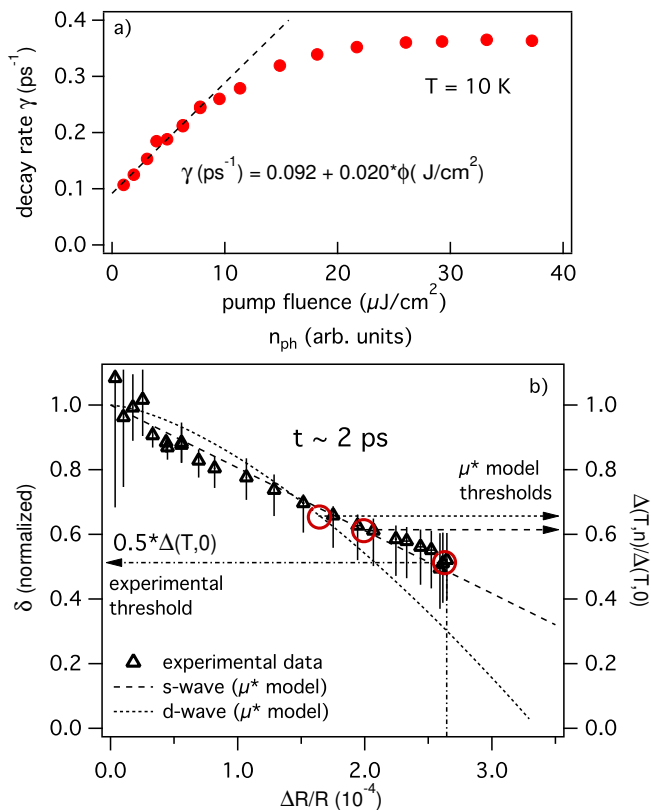 a)
decay rate γ (ps-1)
0.4
0.3
0.2
0.1
0.0
T = 10 K
γ (ps-1) = 0.092 + 0.020*ϕ( J/cm2)
0 10 20 30 40
pump fluence (μJ/cm2)
nph (arb. units)
b)
δ (normalized)
1.0
0.8
0.6
0.4
0.2
0.0
t ~ 2 ps
μ* model
thresholds
0.5*Δ(T,0)
experimental
threshold
experimental data
s-wave (μ* model)
d-wave (μ* model)
1.0
0.8
0.6
0.4
0.2
0.0
Δ(T,n)/Δ(T,0)
0.0 1.0 2.0 3.0
ΔR/R (10-4)